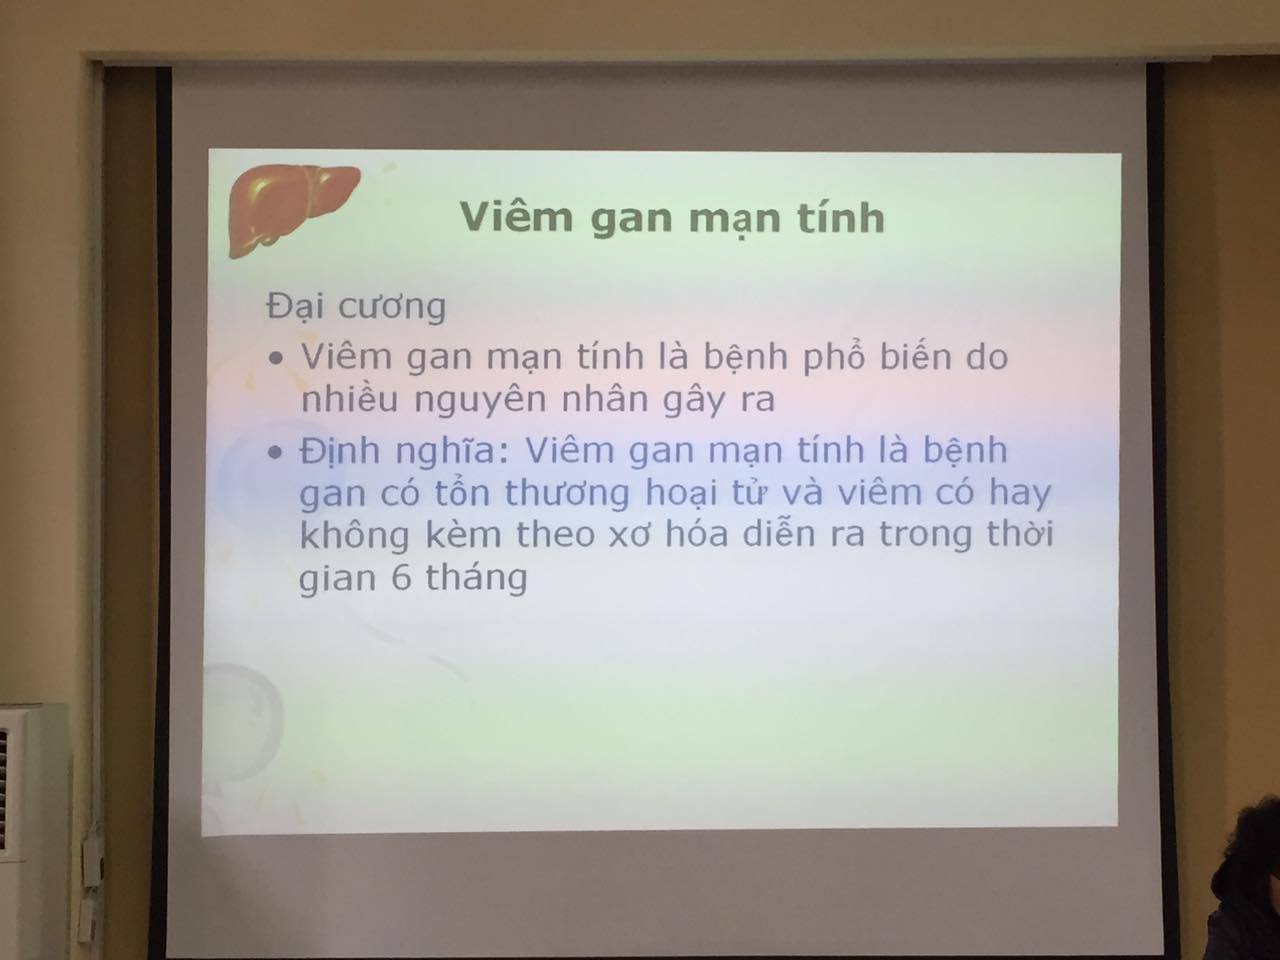 Viêm gan mạn tính
Đại cương
• Viêm gan mạn tính là bệnh phổ biến do
nhiều nguyên nhân gây ra
• Định nghĩa: Viêm gan mạn tính là bệnh
gan có tổn thương hoại tử và viêm có hay
không kèm theo xơ hóa diễn ra trong thời
gian 6 tháng